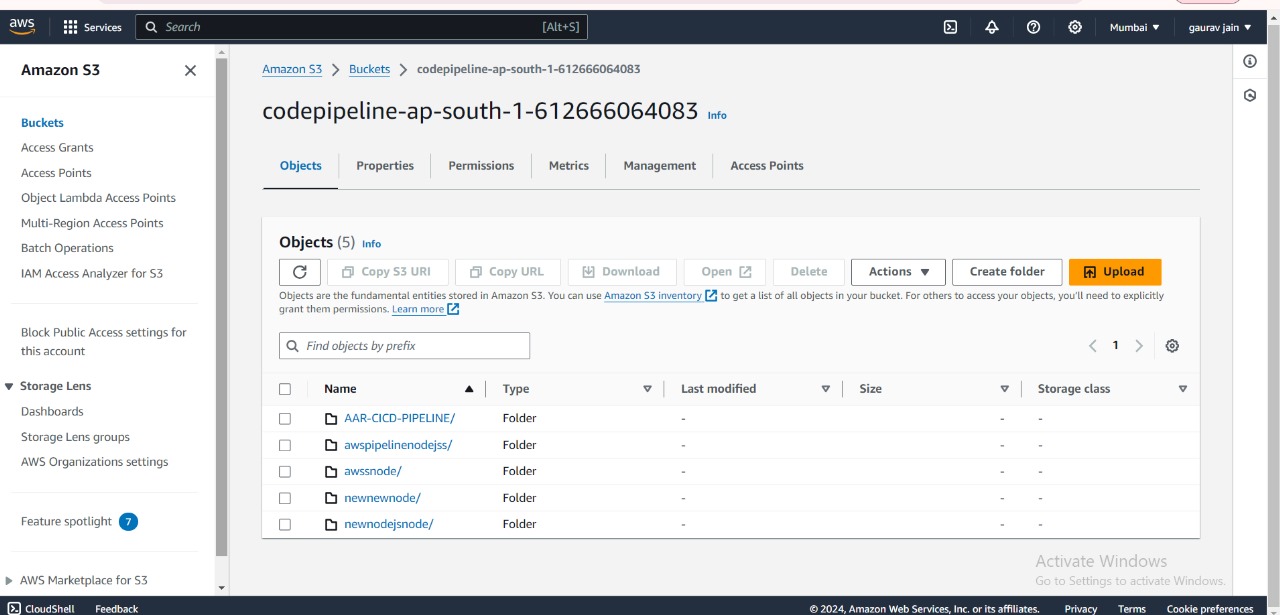 aws Services Search [Alt+S] Mumbai ▼ gaurav jain ▼
Amazon S3
Buckets
Access Grants
Access Points
Object Lambda Access Points
Multi-Region Access Points
Batch Operations
IAM Access Analyzer for S3
Block Public Access settings for
this account
Storage Lens
Dashboards
Storage Lens groups
AWS Organizations settings
Feature spotlight 7
AWS Marketplace for S3
Amazon S3 > Buckets > codepipeline-ap-south-1-612666064083
codepipeline-ap-south-1-612666064083 Info
Objects Properties Permissions Metrics Management Access Points
Objects (5) Info
Copy S3 URI Copy URL Download Open Delete Actions ▼ Create folder Upload
Objects are the fundamental entities stored in Amazon S3. You can use Amazon S3 inventory to get a list of all objects in your bucket. For others to access your objects, you'll need to explicitly
grant them permissions. Learn more
Find objects by prefix < 1 >
Name Type Last modified Size Storage class
AAR-CICD-PIPELINE/ Folder - - -
awspipelinenodejss/ Folder - - -
awssnode/ Folder - - -
newnewnode/ Folder - - -
newnodejsnode/ Folder - - -
Activate Windows
Go to Settings to activate Windows.
CloudShell Feedback © 2024, Amazon Web Services, Inc. or its affiliates. Privacy Terms Cookie preferences